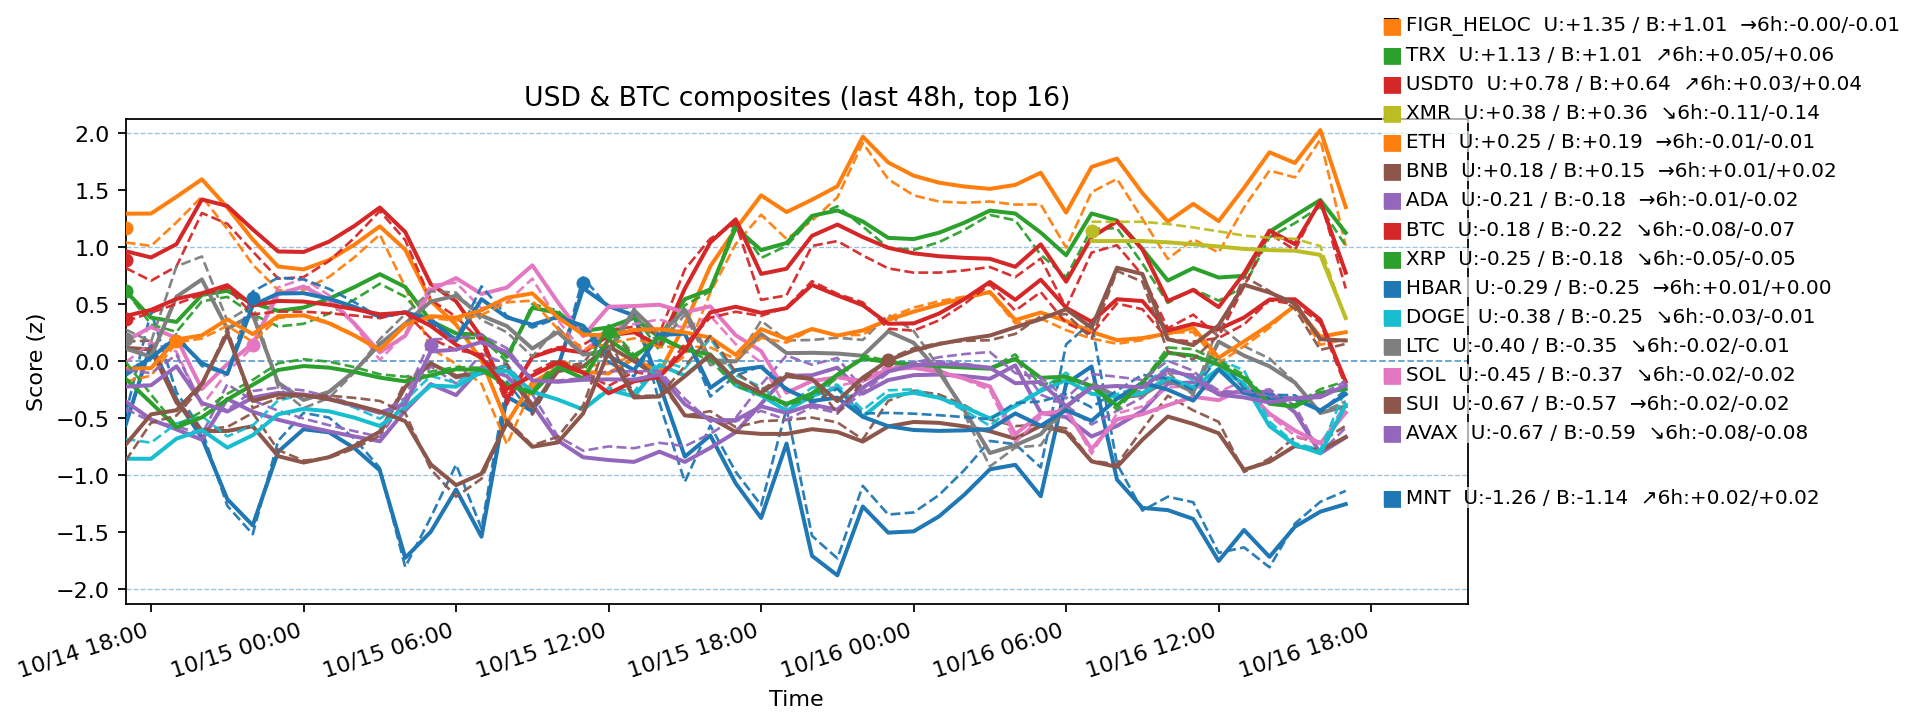 USD & BTC composites (last 48h, top 16)
FIGR_HELOC U:+1.35 / B:+1.01 →6h:-0.00/-0.01
TRX U:+1.13 / B:+1.01 ↗6h:+0.05/+0.06
USDT0 U:+0.78 / B:+0.64 ↗6h:+0.03/+0.04
XMR U:+0.38 / B:+0.36 ↘6h:-0.11/-0.14
ETH U:+0.25 / B:+0.19 →6h:-0.01/-0.01
BNB U:+0.18 / B:+0.15 →6h:+0.01/+0.02
ADA U:-0.21 / B:-0.18 →6h:-0.01/-0.02
BTC U:-0.18 / B:-0.22 ↘6h:-0.08/-0.07
XRP U:-0.25 / B:-0.18 ↘6h:-0.05/-0.05
HBAR U:-0.29 / B:-0.25 →6h:+0.01/+0.00
DOGE U:-0.38 / B:-0.25 ↘6h:-0.03/-0.01
LTC U:-0.40 / B:-0.35 ↘6h:-0.02/-0.01
SOL U:-0.45 / B:-0.37 ↘6h:-0.02/-0.02
SUI U:-0.67 / B:-0.57 →6h:-0.02/-0.02
AVAX U:-0.67 / B:-0.59 ↘6h:-0.08/-0.08
MNT U:-1.26 / B:-1.14 ↗6h:+0.02/+0.02
Score (z)
2.0
1.5
1.0
0.5
0.0
−0.5
−1.0
−1.5
−2.0
10/14 18:00
10/15 00:00
10/15 06:00
10/15 12:00
10/15 18:00
10/16 00:00
10/16 06:00
10/16 12:00
10/16 18:00
Time